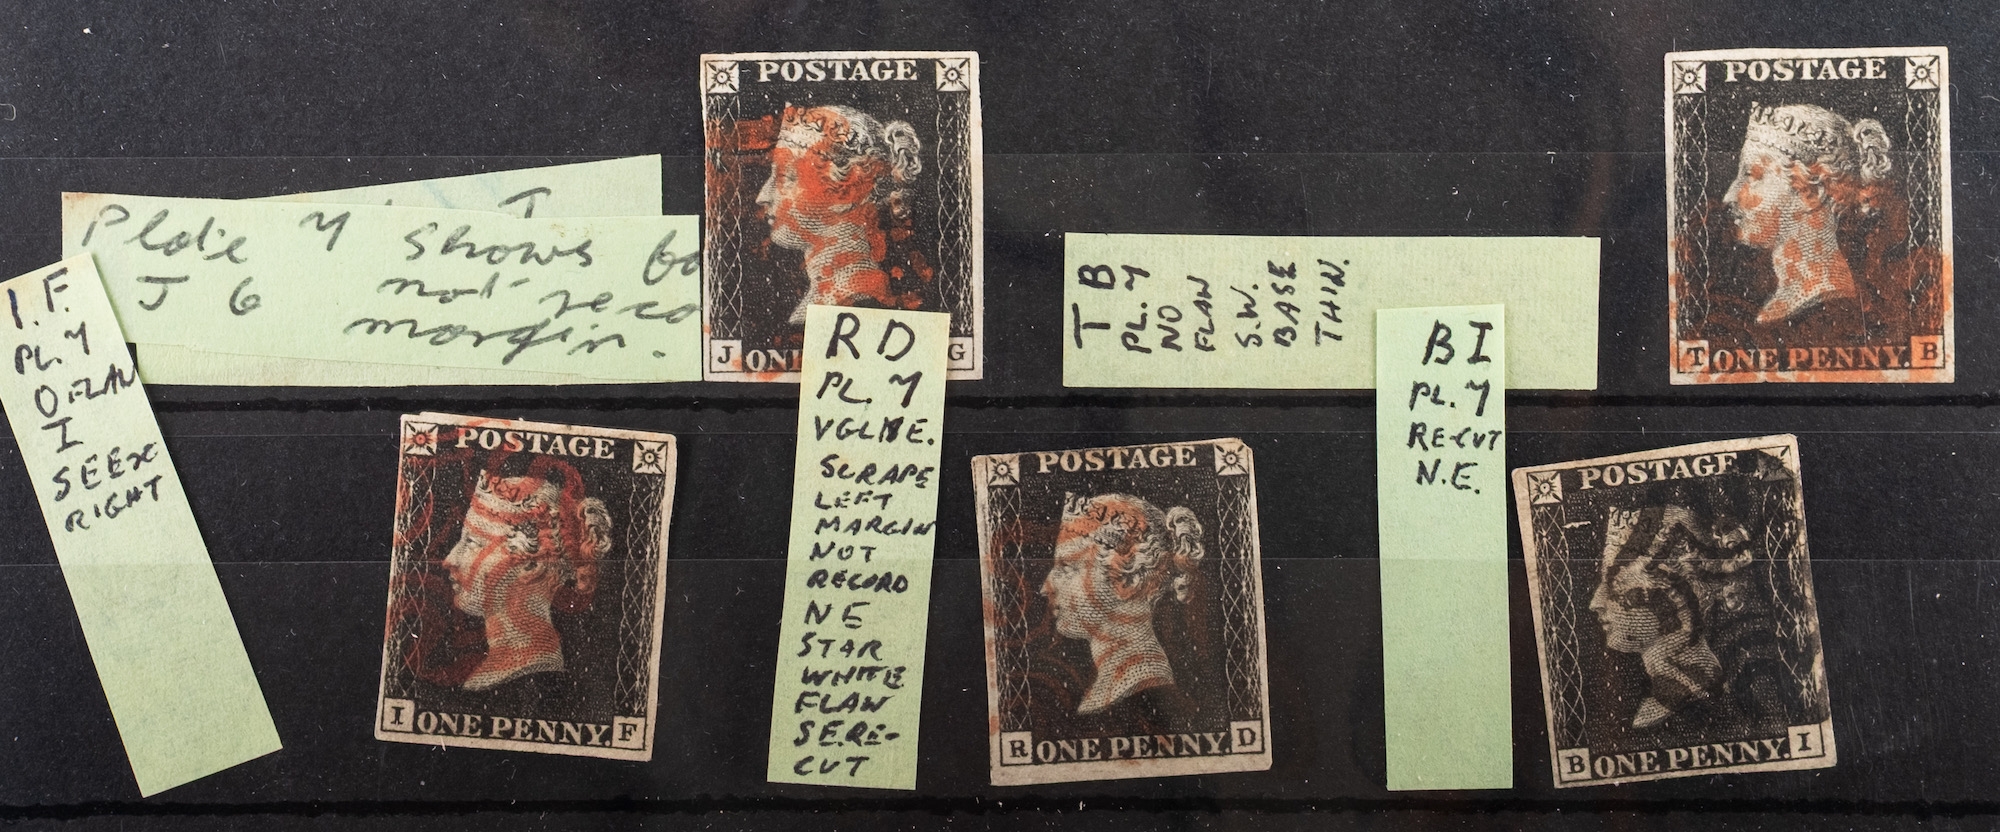 POSTAGE
J ON G
POSTAGE
T ONE PENNY. B
Plate 7 shows
J G not reco
margin.
I.F.
PL. 7
O FLAW
I
SEEX
RIGHT
POSTAGE
I ONE PENNY. F
RD
PL. 7
SCRAPE
LEFT
MARGIN
NOT
RECORD
NE
STAR
WHITE
FLAW
SE.RE-
CUT
POSTAGE
R ONE PENNY. D
TB
PL. 7
NO
FLAW
S.W.
BASE
THIN.
BI
PL. 7
RE-CUT
N.E.
POSTAGE
B ONE PENNY. I